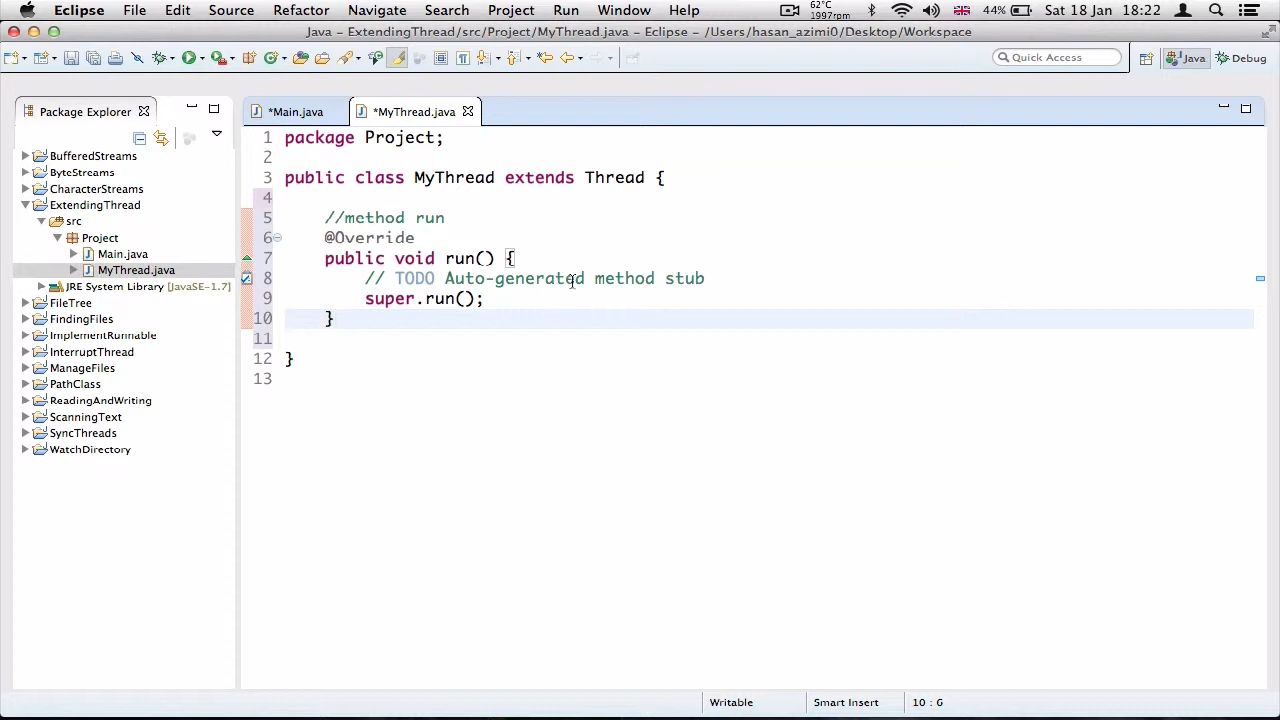 Eclipse File Edit Source Refactor Navigate Search Project Run Window Help 62°C 1997rpm 44% Sat 18 Jan 18:22
Java - ExtendingThread/src/Project/MyThread.java - Eclipse - /Users/hasan_azimi0/Desktop/Workspace
Quick Access Java Debug
Package Explorer
*Main.java *MyThread.java
BufferedStreams
ByteStreams
CharacterStreams
ExtendingThread
src
Project
Main.java
MyThread.java
JRE System Library [JavaSE-1.7]
FileTree
FindingFiles
ImplementRunnable
InterruptThread
ManageFiles
PathClass
ReadingAndWriting
ScanningText
SyncThreads
WatchDirectory
1 package Project;
2
3 public class MyThread extends Thread {
4
5 //method run
6 @Override
7 public void run() {
8 // TODO Auto-generated method stub
9 super.run();
10 }
11
12 }
13
Writable Smart Insert 10 : 6